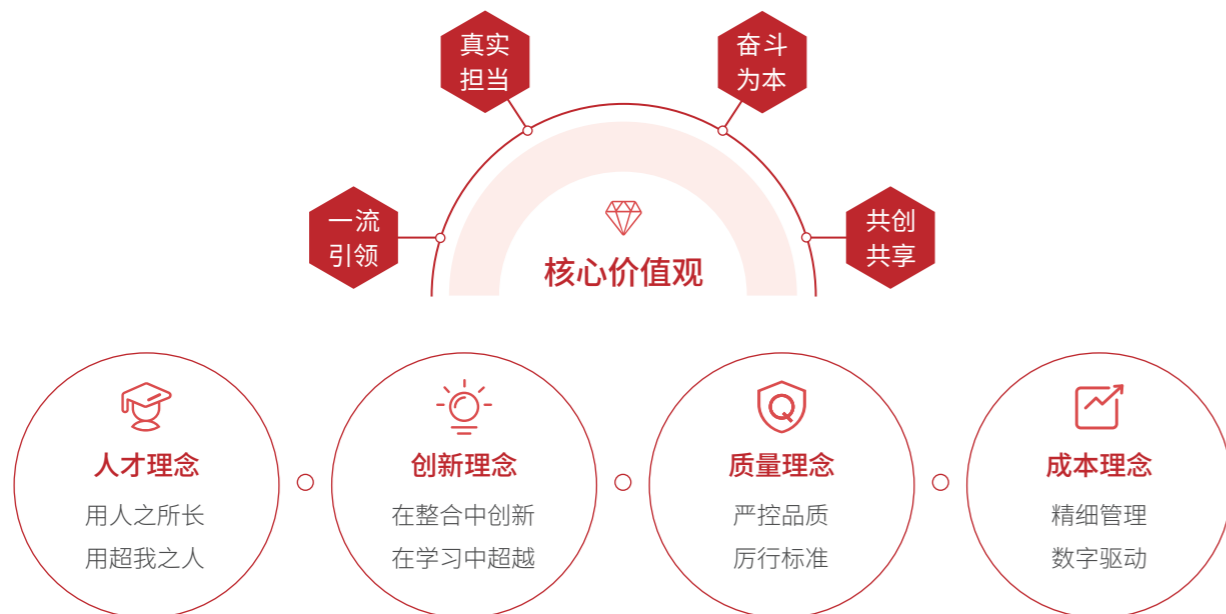 真实
担当
奋斗
为本
一流
引领
共创
共享
核心价值观
人才理念
用人之所长
用超我之人
创新理念
在整合中创新
在学习中超越
Q
质量理念
严控品质
厉行标准
成本理念
精细管理
数字驱动